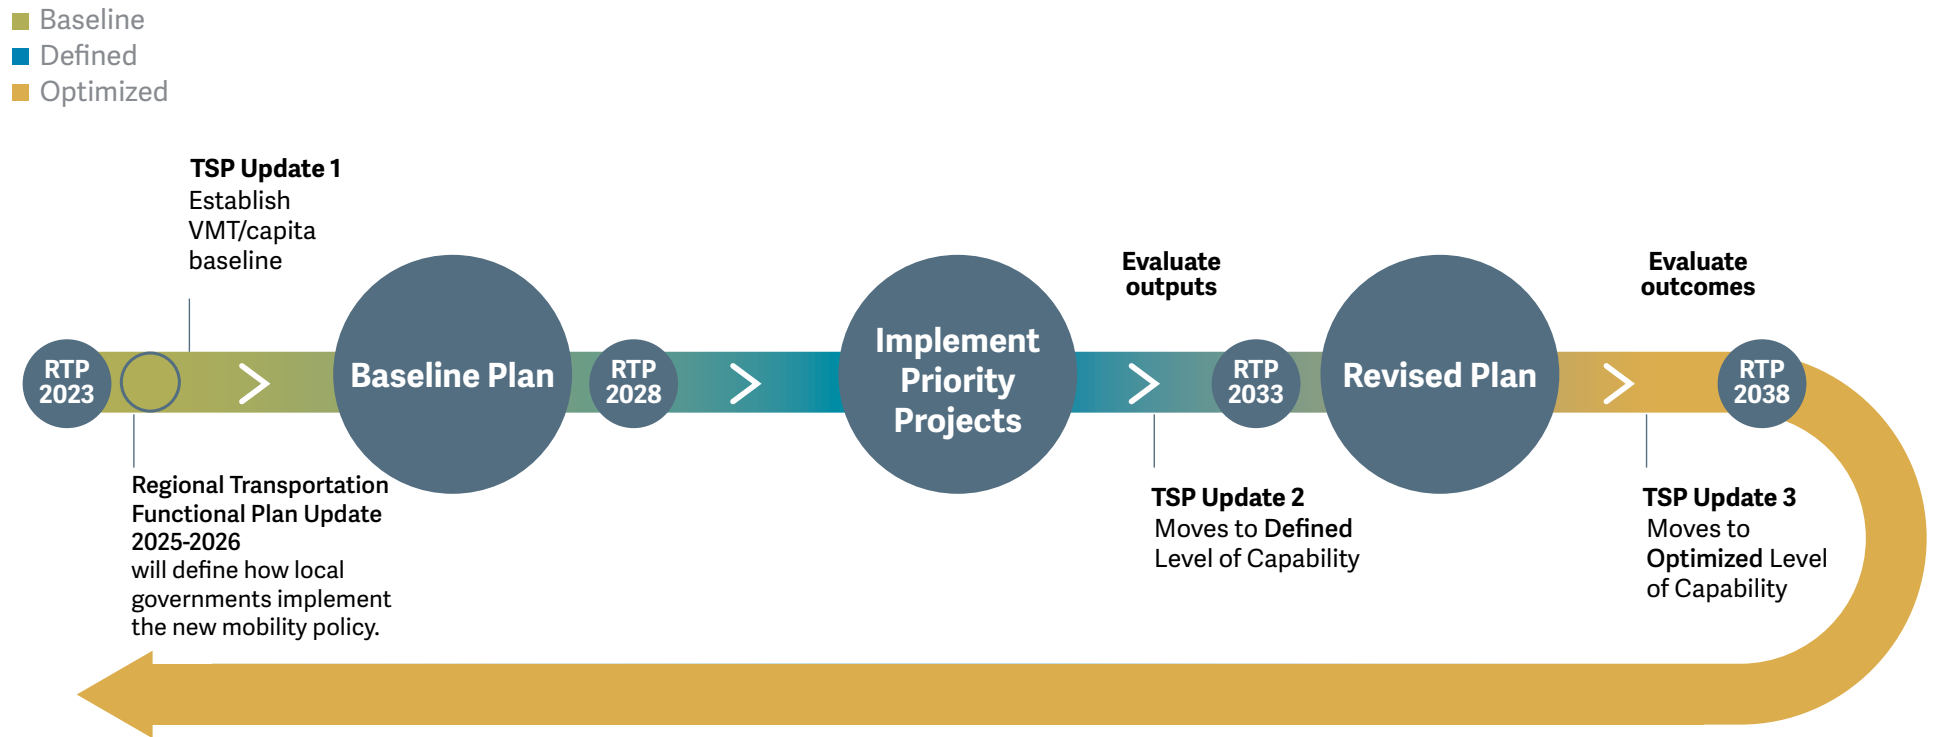 Baseline
Defined
Optimized
TSP Update 1
Establish
VMT/capita
baseline
RTP
2023
Regional Transportation
Functional Plan Update
2025-2026
will define how local
governments implement
the new mobility policy.
Baseline Plan
RTP
2028
Implement
Priority
Projects
Evaluate
outputs
RTP
2033
TSP Update 2
Moves to Defined
Level of Capability
Revised Plan
Evaluate
outcomes
RTP
2038
TSP Update 3
Moves to
Optimized Level
of Capability